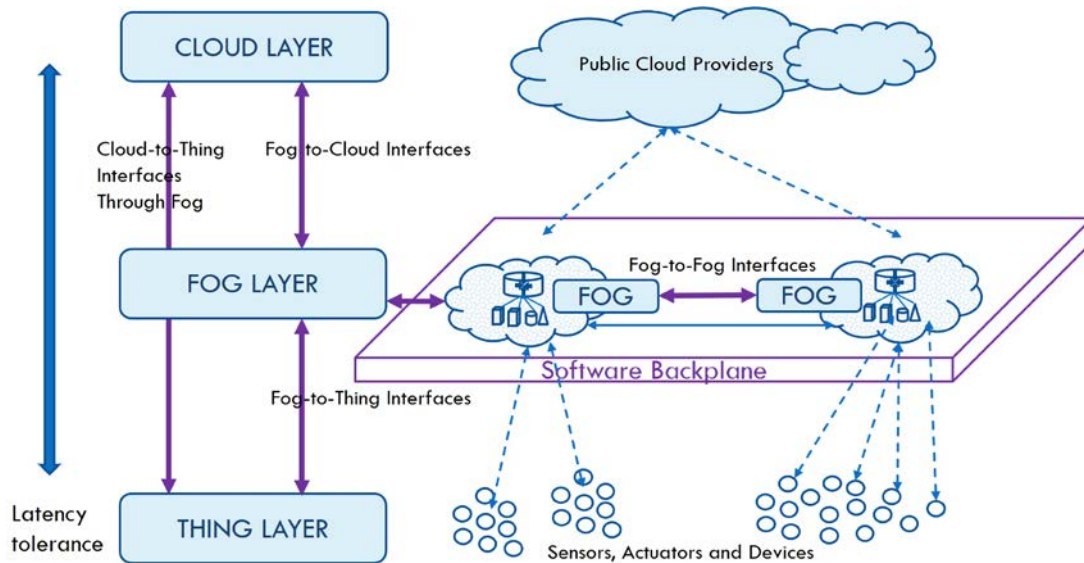 CLOUD LAYER
Public Cloud Providers
Cloud-to-Thing
Interfaces
Through Fog
Fog-to-Cloud Interfaces
FOG LAYER
Fog-to-Fog Interfaces
FOG
FOG
Software Backplane
Fog-to-Thing Interfaces
Latency
tolerance
THING LAYER
Sensors, Actuators and Devices